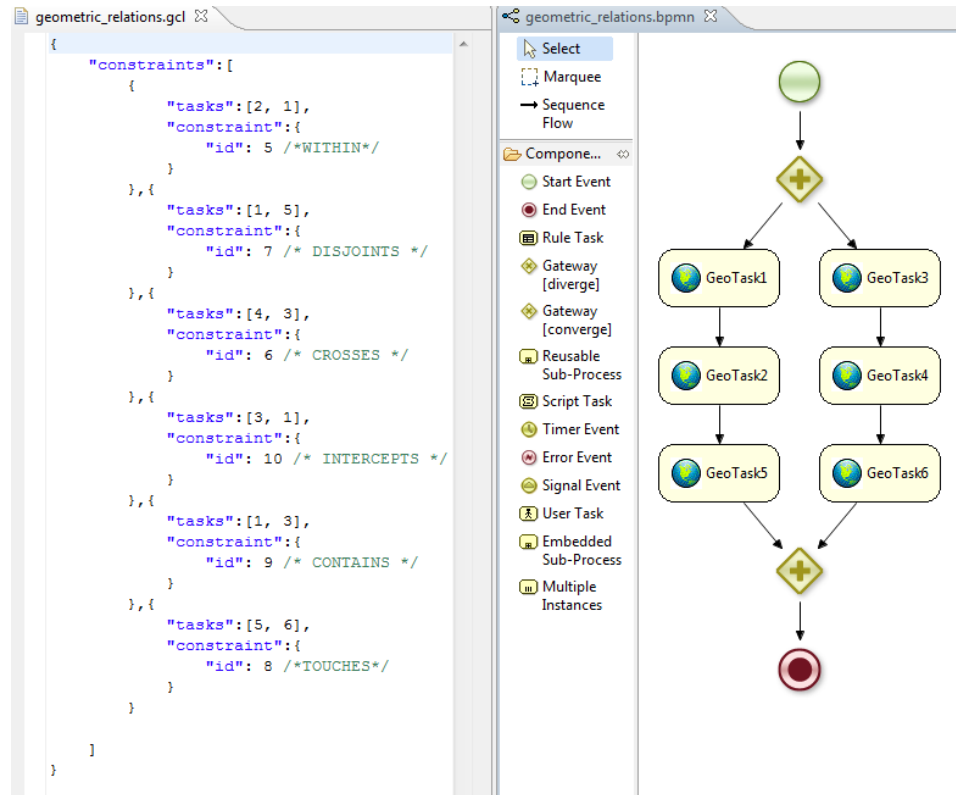 geometric_relations.gcl
{
"constraints":[
{
"tasks":[2, 1],
"constraint":{
"id": 5 /*WITHIN*/
}
},{
"tasks":[1, 5],
"constraint":{
"id": 7 /* DISJOINTS */
}
},{
"tasks":[4, 3],
"constraint":{
"id": 6 /* CROSSES */
}
},{
"tasks":[3, 1],
"constraint":{
"id": 10 /* INTERCEPTS */
}
},{
"tasks":[1, 3],
"constraint":{
"id": 9 /* CONTAINS */
}
},{
"tasks":[5, 6],
"constraint":{
"id": 8 /*TOUCHES*/
}
}
]
}
geometric_relations.bpmn
Select
Marquee
Sequence
Flow
Compone...
Start Event
End Event
Rule Task
Gateway
[diverge]
Gateway
[converge]
Reusable
Sub-Process
Script Task
Timer Event
Error Event
Signal Event
User Task
Embedded
Sub-Process
Multiple
Instances
GeoTask1
GeoTask3
GeoTask2
GeoTask4
GeoTask5
GeoTask6